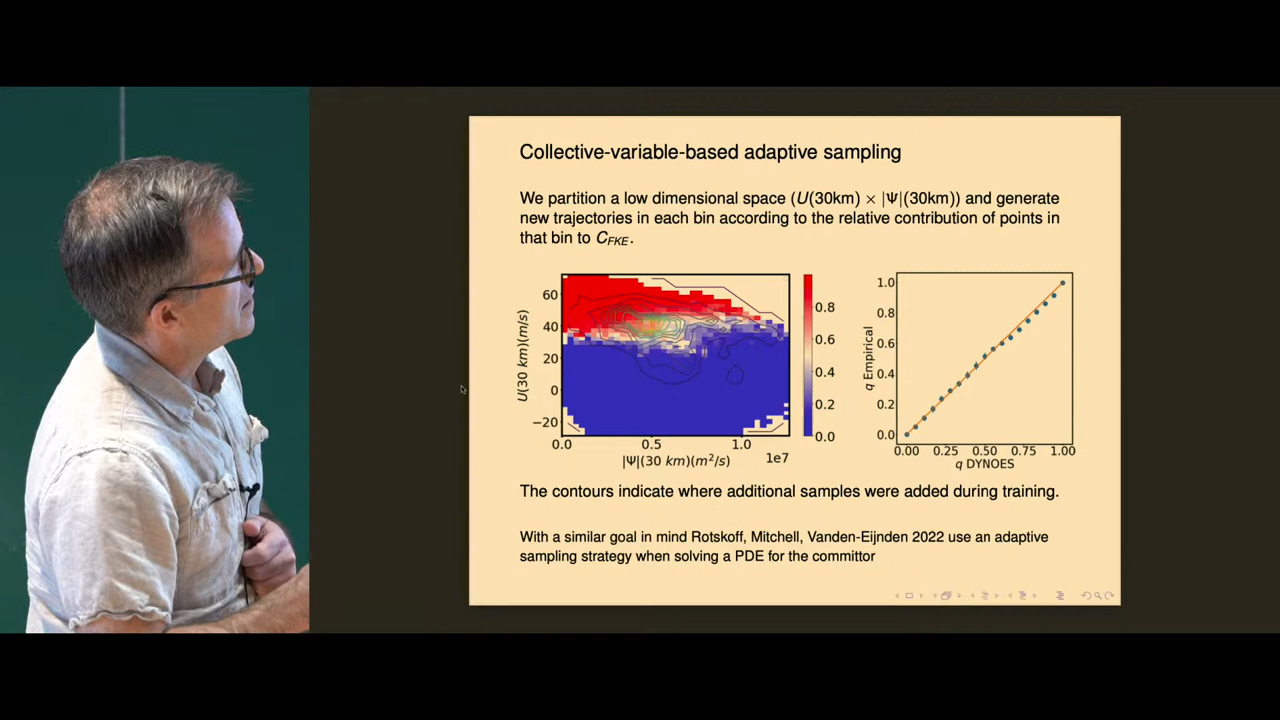 Collective-variable-based adaptive sampling
We partition a low dimensional space (U(30km) × |Ψ|(30km)) and generate
new trajectories in each bin according to the relative contribution of points in
that bin to C_FKE.
60
40
20
0
−20
U(30 km)(m/s)
0.0
0.5
1.0
1e7
|Ψ|(30 km)(m²/s)
0.8
0.6
0.4
0.2
0.0
1.0
0.8
0.6
0.4
0.2
0.0
q Empirical
0.00
0.25
0.50
0.75
1.00
q DYNOES
The contours indicate where additional samples were added during training.
With a similar goal in mind Rotskoff, Mitchell, Vanden-Eijnden 2022 use an adaptive
sampling strategy when solving a PDE for the committor